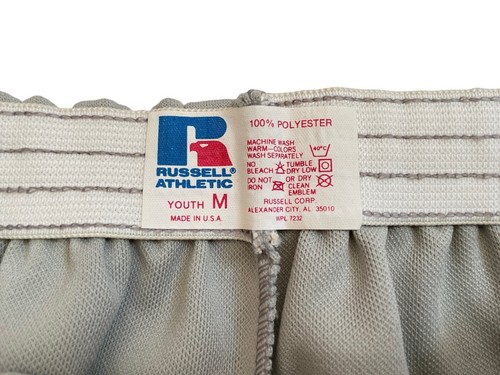 RUSSELL
ATHLETIC
YOUTH M
MADE IN U.S.A.
100% POLYESTER
MACHINE WASH
WARM-COLORS
WASH SEPARATELY
40°C
NO
BLEACH
TUMBLE
DRY LOW
DO NOT
IRON
OR DRY
CLEAN
EMBLEM
RUSSELL CORP.
ALEXANDER CITY, AL. 35010
RPL 7232